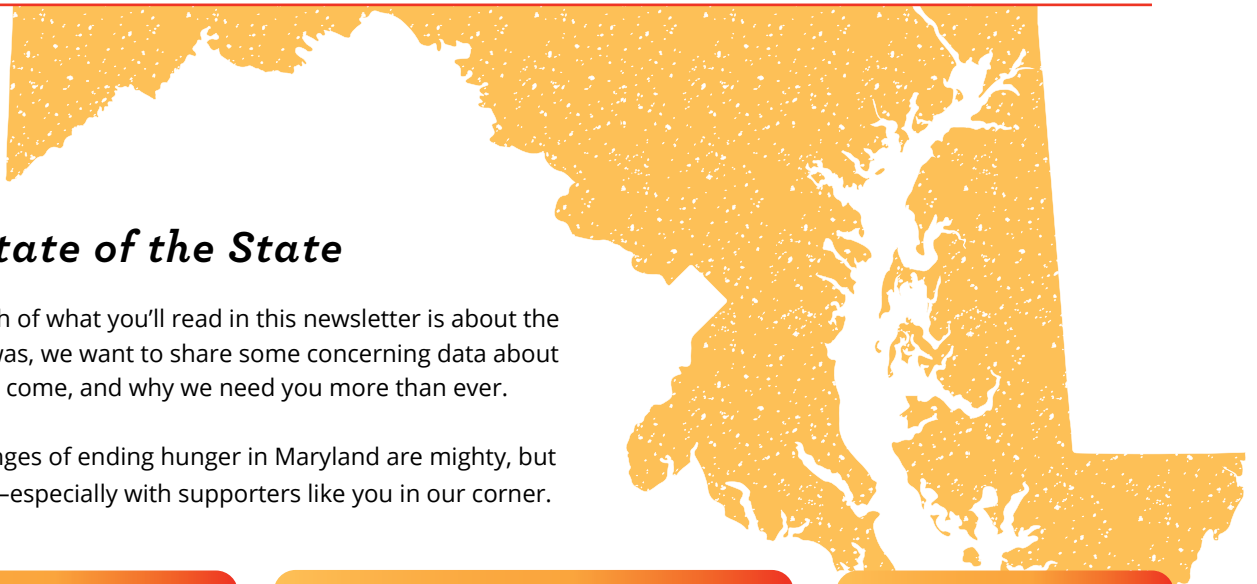 tate of the State
h of what you’ll read in this newsletter is about the
was, we want to share some concerning data about
come, and why we need you more than ever.
nges of ending hunger in Maryland are mighty, but
–especially with supporters like you in our corner.